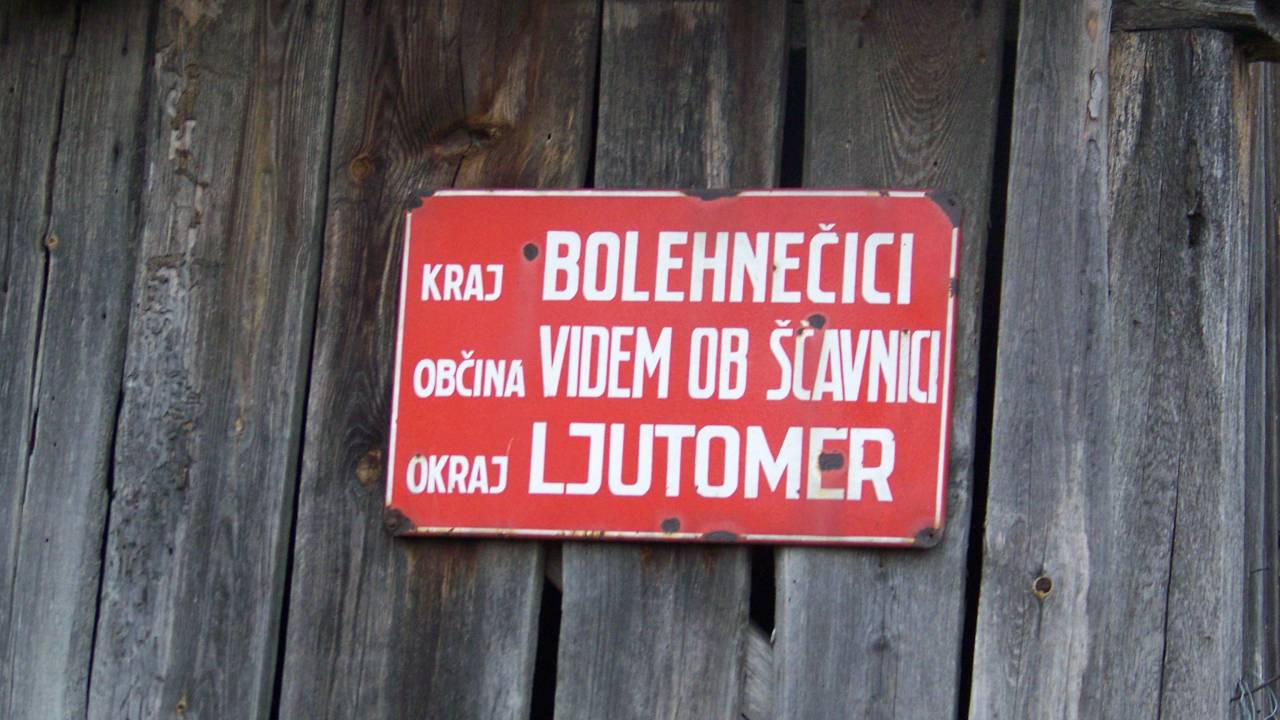 KRAJ BOLEHNEČICI
OBČINA VIDEM OB ŠČAVNICI
OKRAJ LJUTOMER